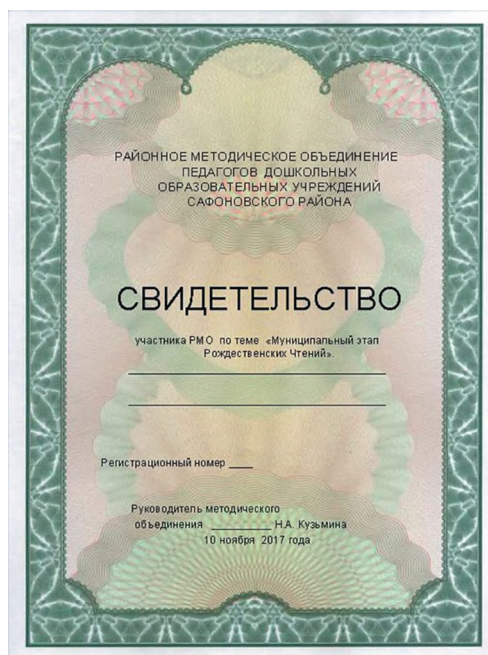 РАЙОННОЕ МЕТОДИЧЕСКОЕ ОБЪЕДИНЕНИЕ
ПЕДАГОГОВ ДОШКОЛЬНЫХ
ОБРАЗОВАТЕЛЬНЫХ УЧРЕЖДЕНИЙ
САФОНОВСКОГО РАЙОНА
СВИДЕТЕЛЬСТВО
участника РМО по теме «Муниципальный этап
Рождественских Чтений».
Регистрационный номер ____
Руководитель методического
объединения __________ Н.А. Кузьмина
10 ноября 2017 года